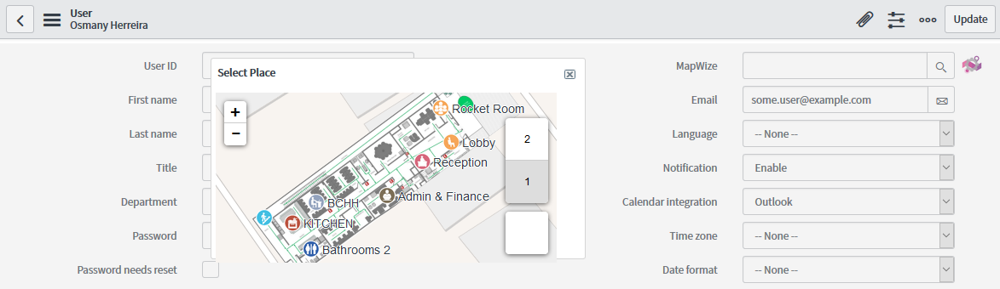 User
Osmany Herreira
Update
User ID
First name
Last name
Title
Department
Password
Password needs reset
Select Place
+
−
Rocket Room
Lobby
Reception
Admin & Finance
BCHH
KITCHEN
Bathrooms 2
2
1
MapWize
Email
some.user@example.com
Language
-- None --
Notification
Enable
Calendar integration
Outlook
Time zone
-- None --
Date format
-- None --